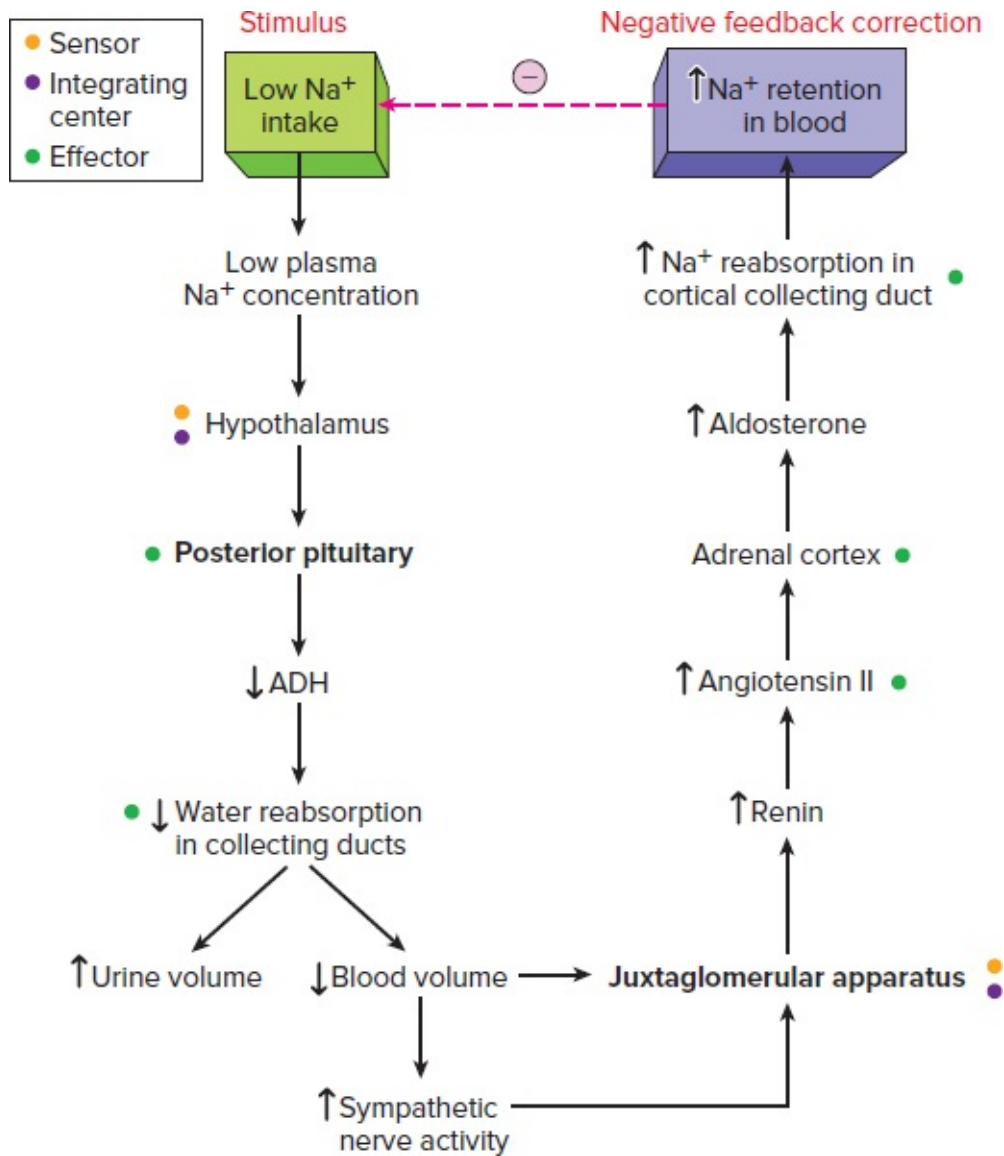 Stimulus
Negative feedback correction
Sensor
Integrating
center
Effector
Low Na⁺
intake
−
↑Na⁺ retention
in blood
Low plasma
Na⁺ concentration
↑Na⁺ reabsorption in
cortical collecting duct
Hypothalamus
↑Aldosterone
Posterior pituitary
Adrenal cortex
↓ADH
↑Angiotensin II
↓Water reabsorption
in collecting ducts
↑Renin
↑Urine volume
↓Blood volume
Juxtaglomerular apparatus
↑Sympathetic
nerve activity